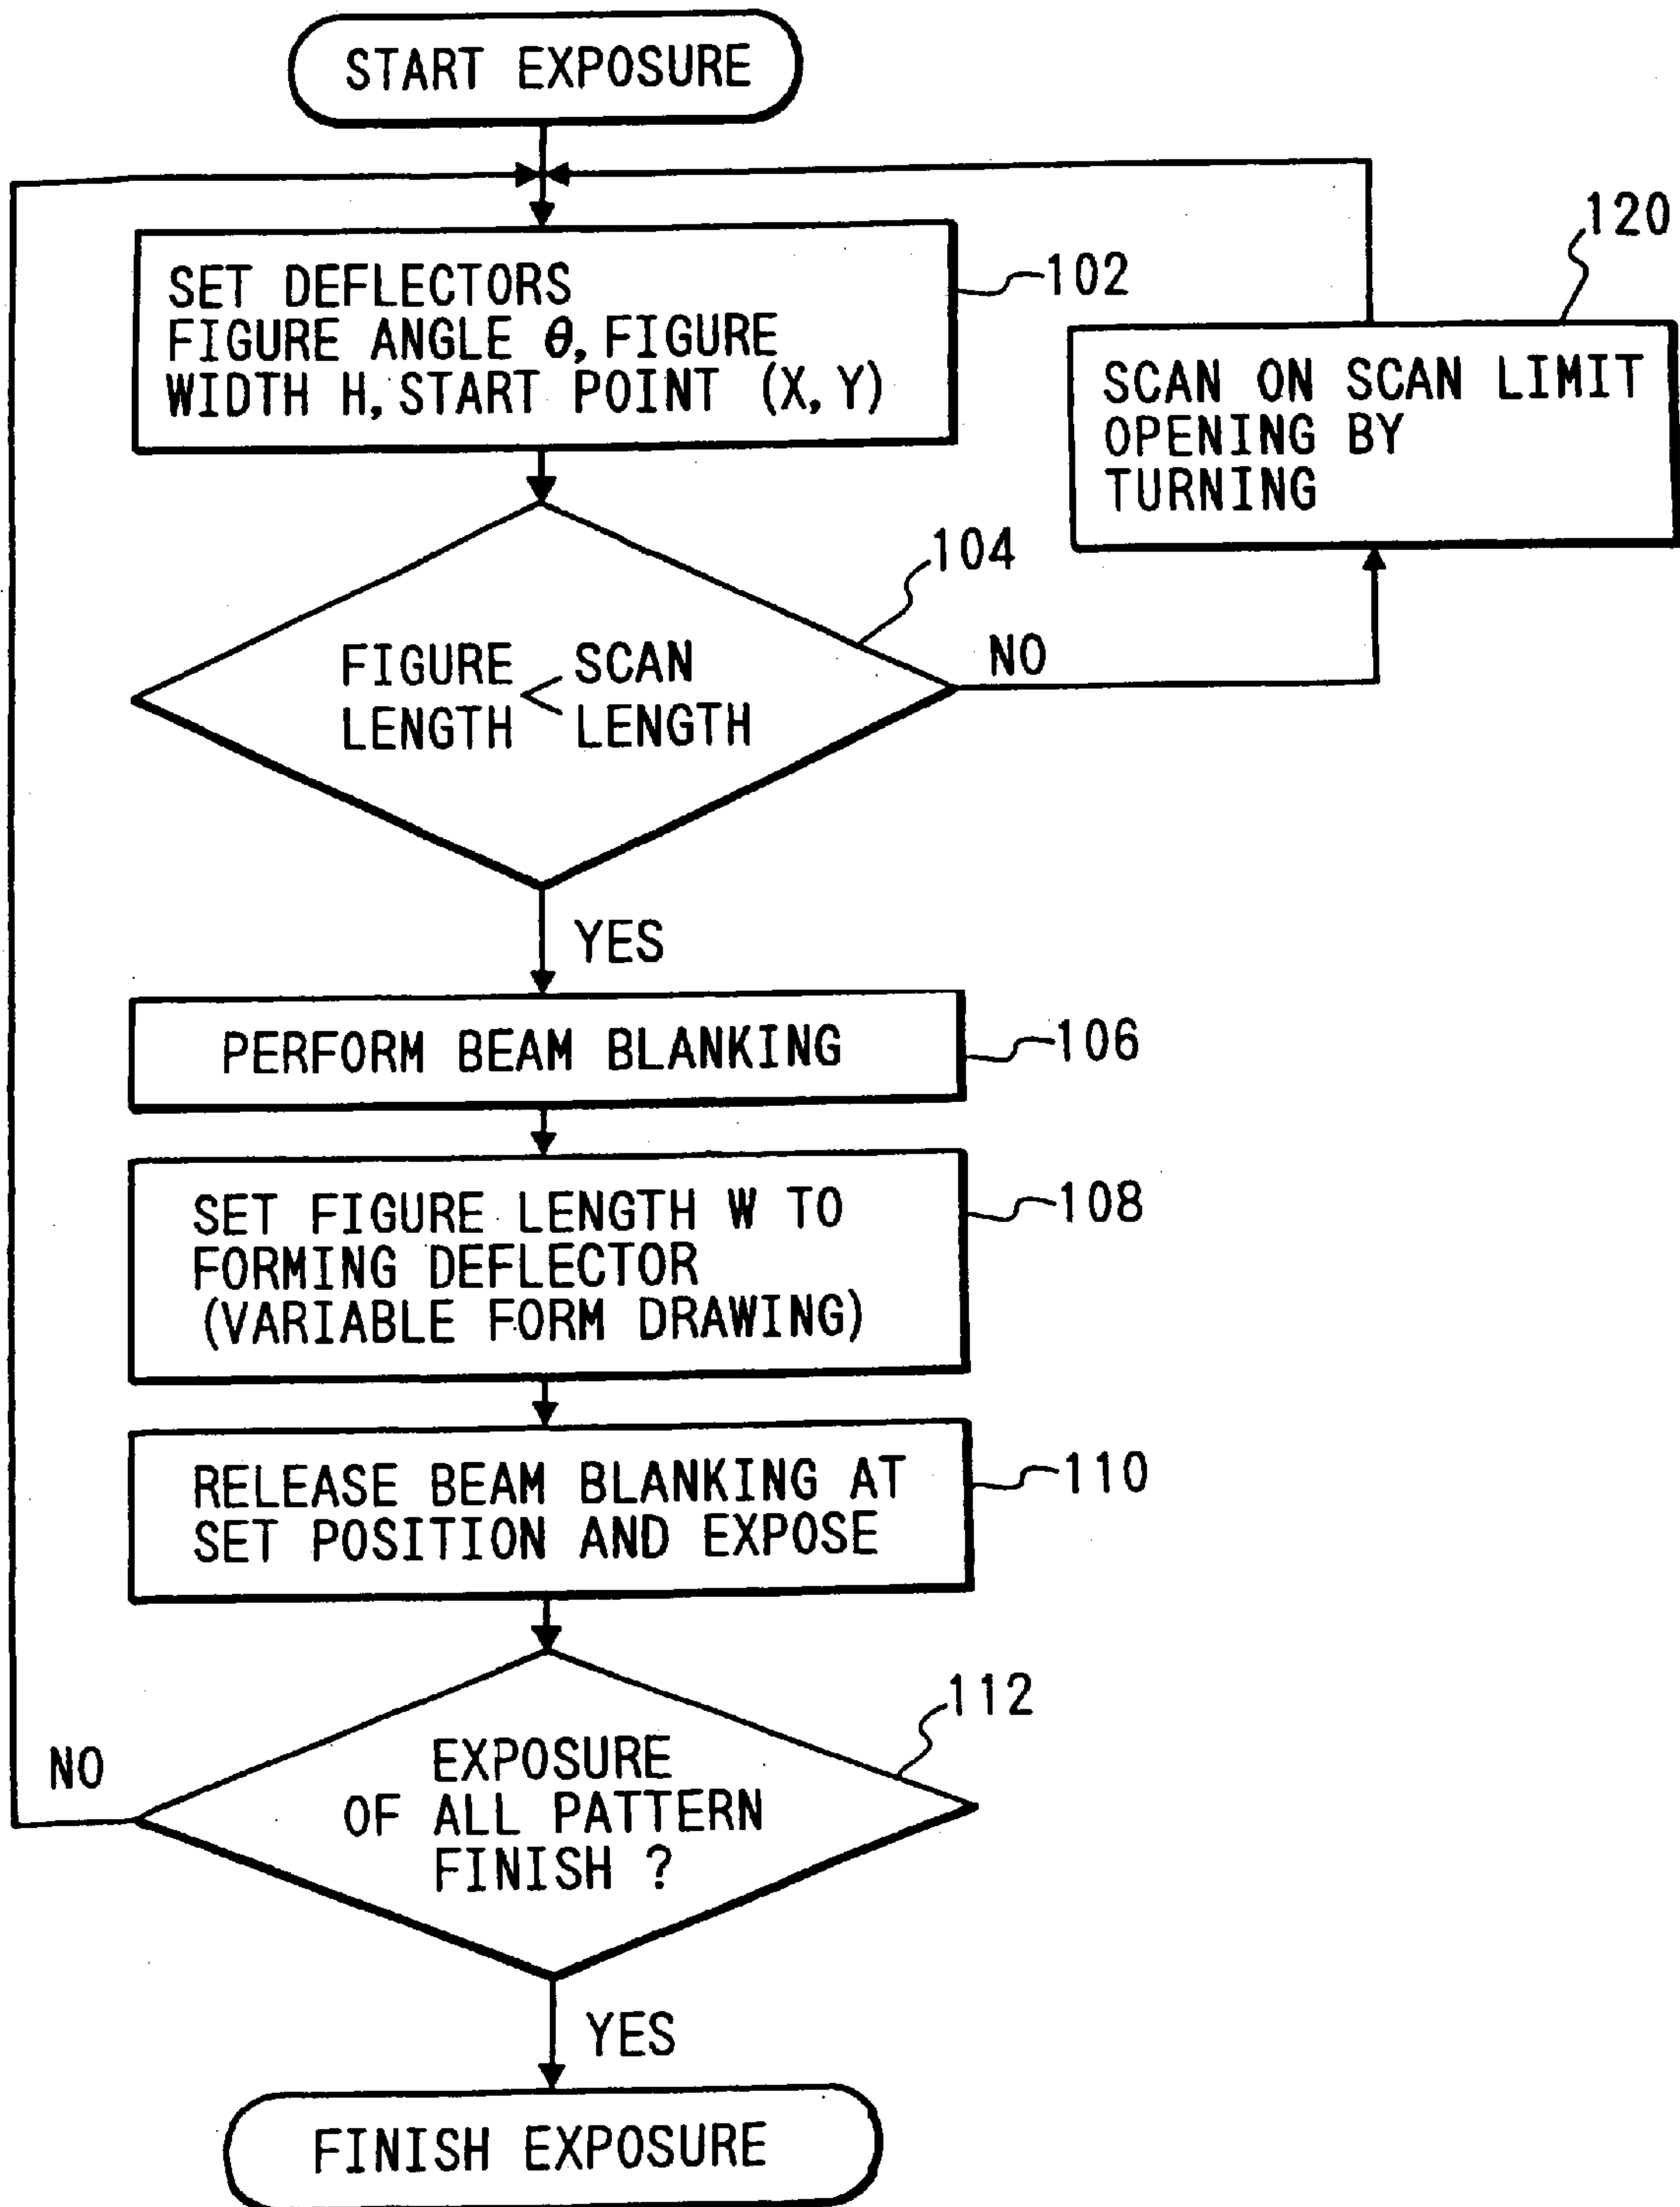 START EXPOSURE
SET DEFLECTORS
FIGURE ANGLE θ, FIGURE
WIDTH H, START POINT (X, Y)
102
120
SCAN ON SCAN LIMIT
OPENING BY
TURNING
104
FIGURE LENGTH < SCAN LENGTH
NO
YES
PERFORM BEAM BLANKING
106
SET FIGURE LENGTH W TO
FORMING DEFLECTOR
(VARIABLE FORM DRAWING)
108
RELEASE BEAM BLANKING AT
SET POSITION AND EXPOSE
110
112
EXPOSURE
OF ALL PATTERN
FINISH ?
NO
YES
FINISH EXPOSURE